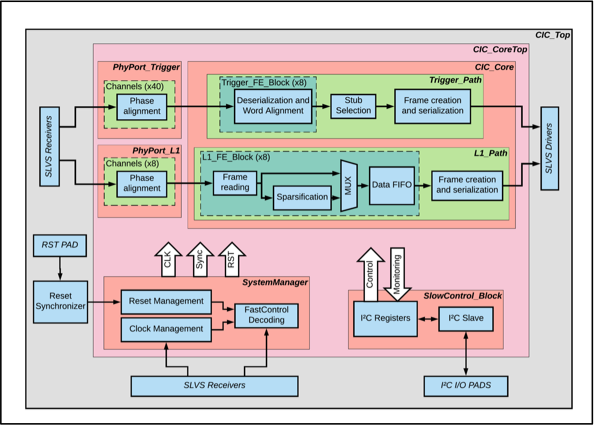 CIC_Top
CIC_CoreTop
PhyPort_Trigger
CIC_Core
Channels (x40)
Phase
alignment
Trigger_FE_Block (x8)
Trigger_Path
Deserialization and
Word Alignment
Stub
Selection
Frame creation
and serialization
SLVS Receivers
SLVS Drivers
PhyPort_L1
Channels (x8)
Phase
alignment
L1_FE_Block (x8)
L1_Path
Frame
reading
Sparsification
MUX
Data FIFO
Frame creation
and serialization
RST PAD
Reset
Synchronizer
CLK
Sync
RST
SystemManager
Reset Management
Clock Management
FastControl
Decoding
Control
Monitoring
SlowControl_Block
I²C Registers
I²C Slave
SLVS Receivers
I²C I/O PADS